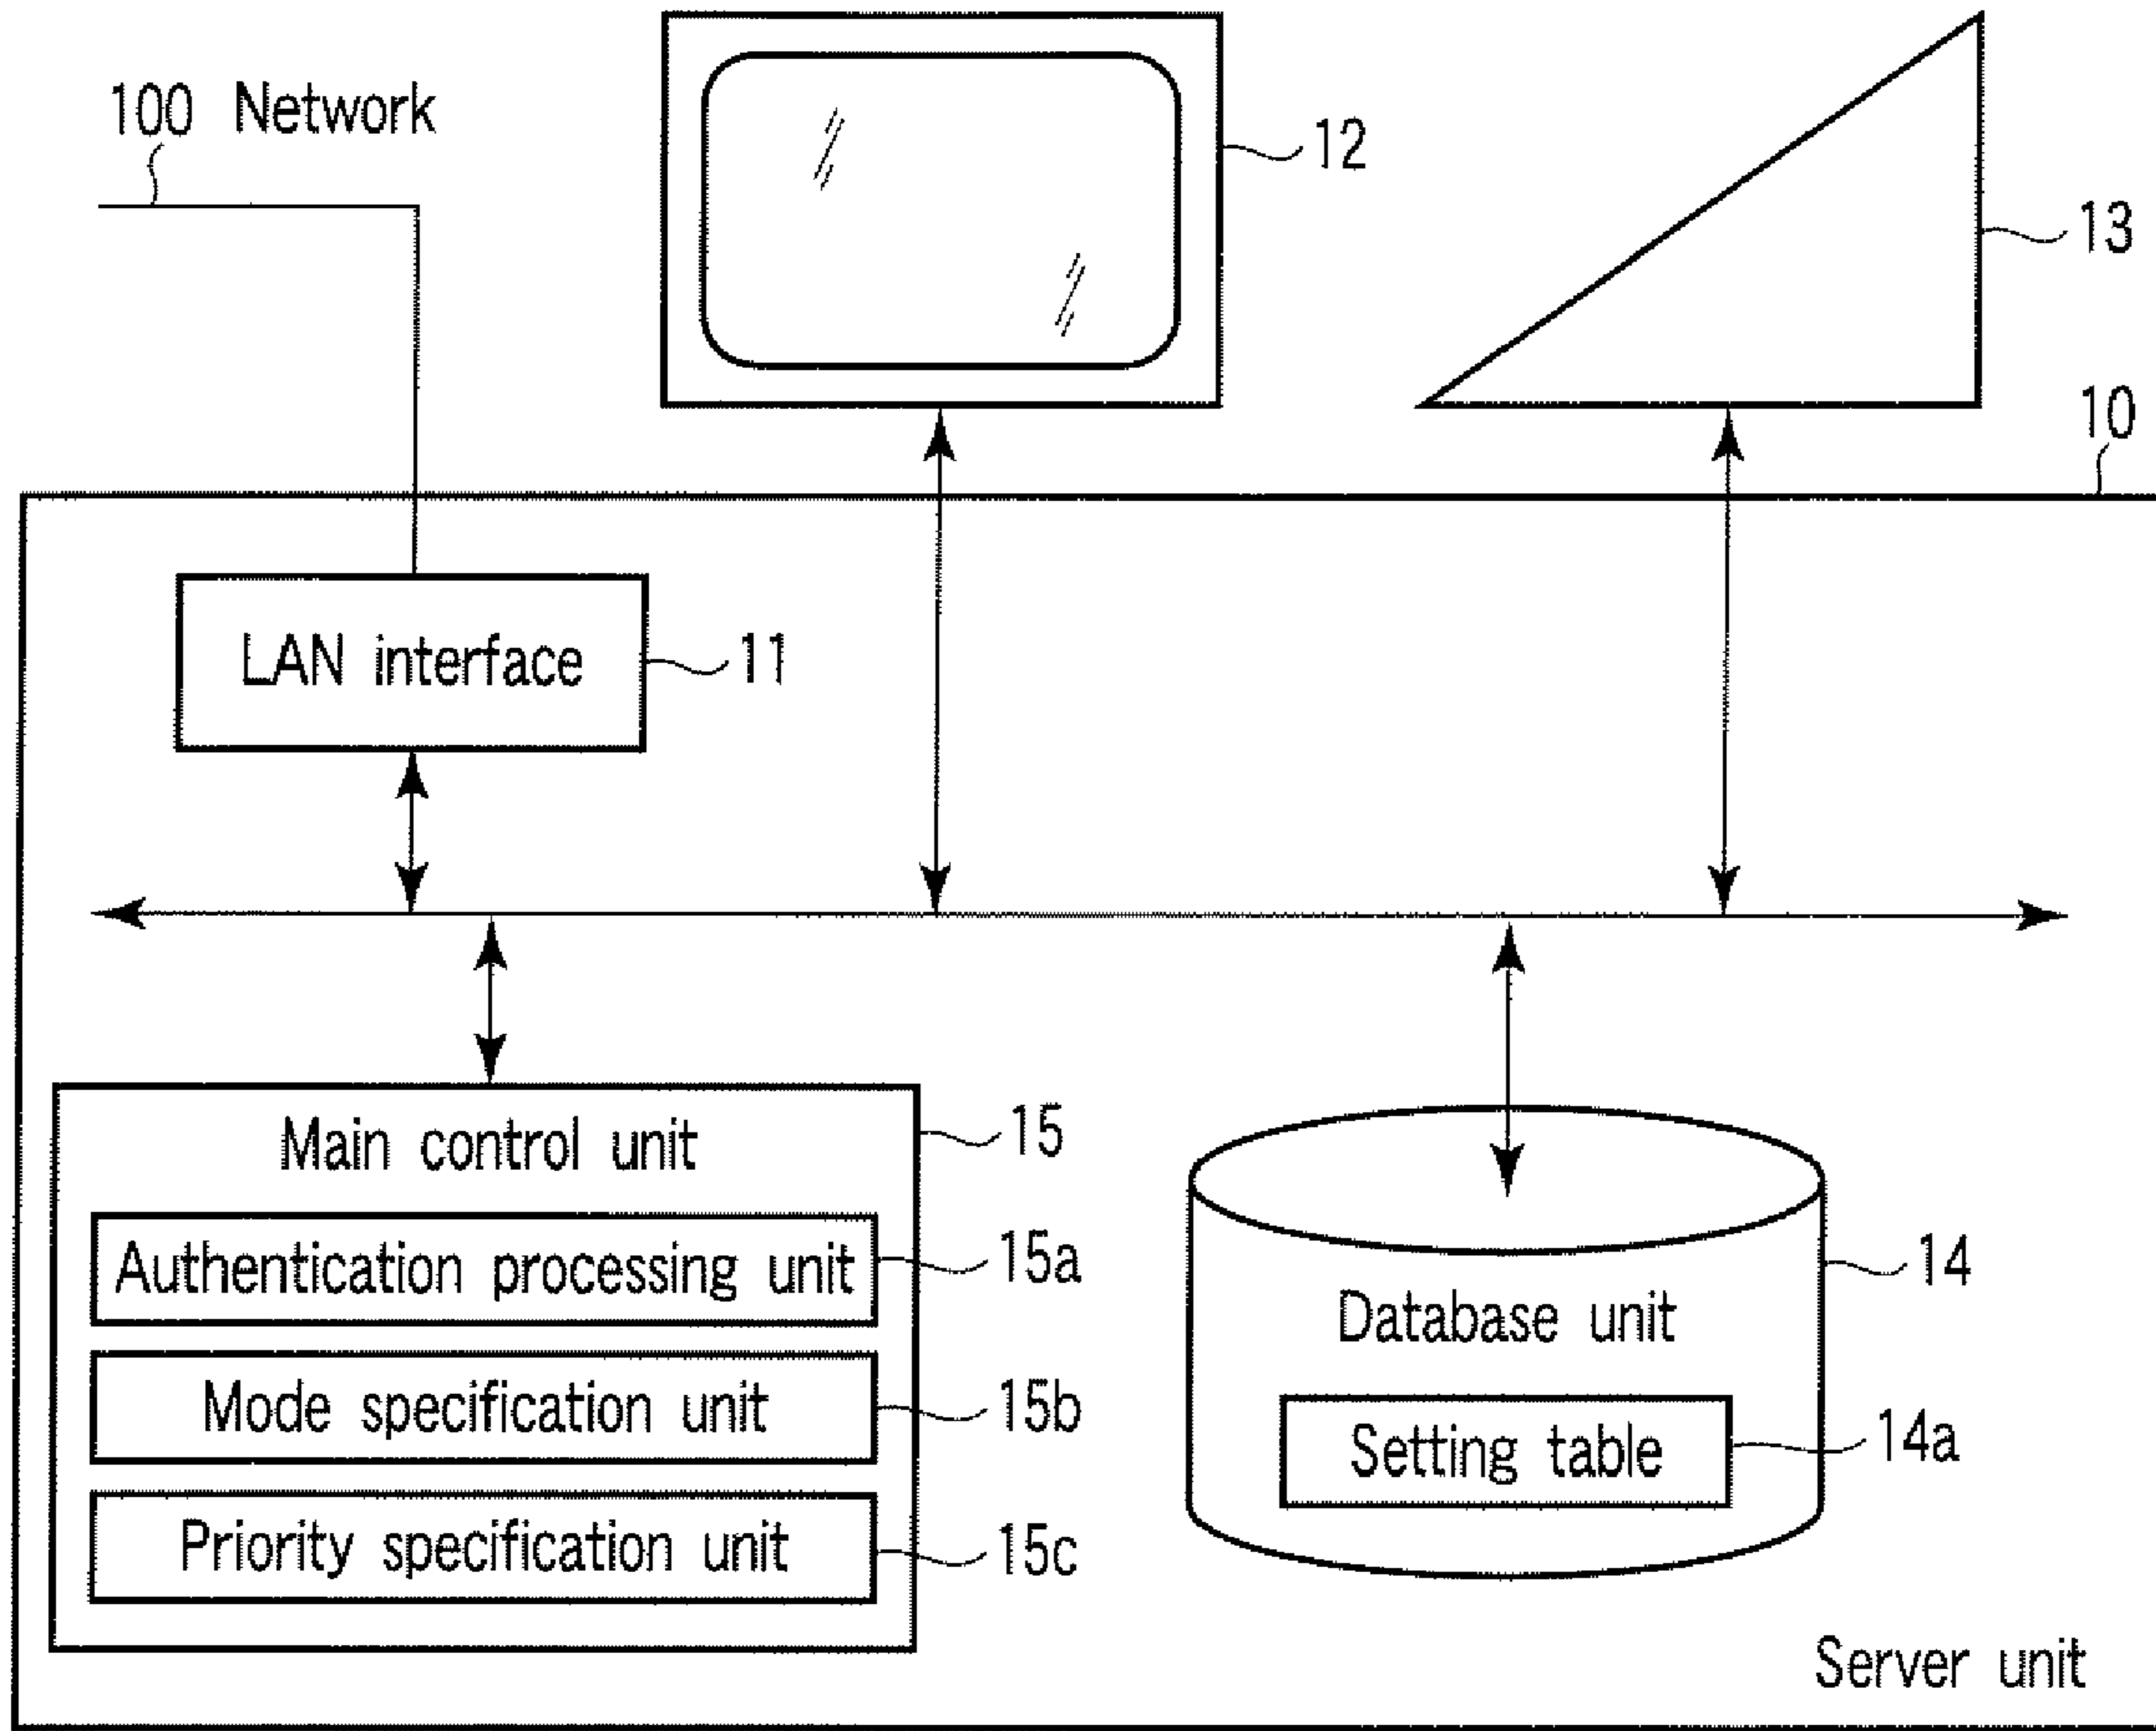 100 Network
12
13
10
LAN interface
11
Main control unit
15
Authentication processing unit
15a
Mode specification unit
15b
Priority specification unit
15c
Database unit
14
Setting table
14a
Server unit